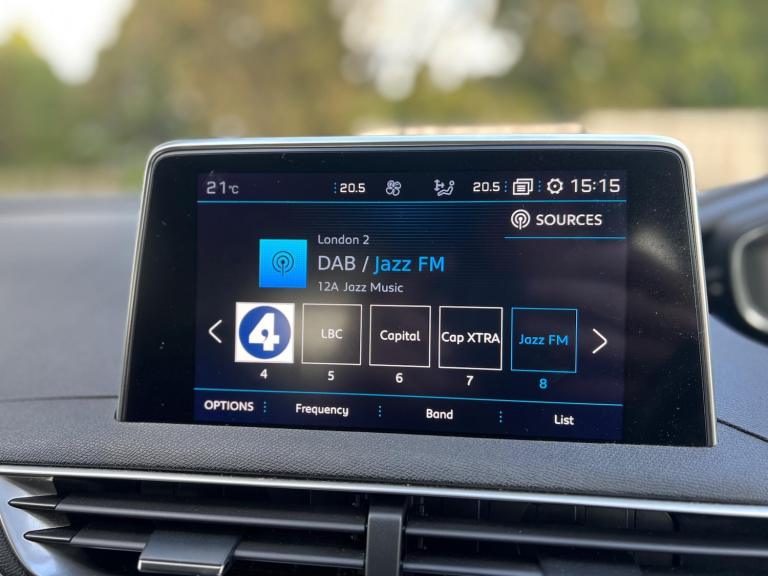 21°C 20.5 20.5 15:15
SOURCES
London 2
DAB / Jazz FM
12A Jazz Music
4 LBC Capital Cap XTRA Jazz FM
4 5 6 7 8
OPTIONS Frequency Band List